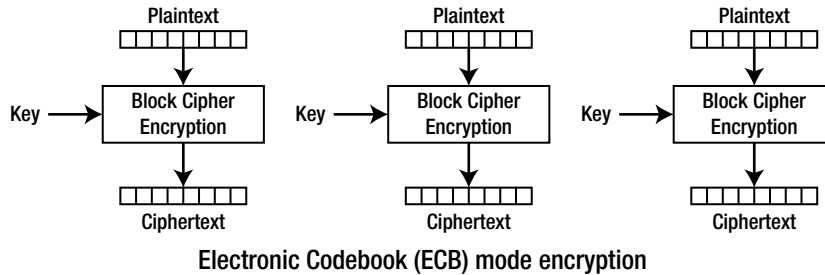 Plaintext Plaintext Plaintext
Key Block Cipher Encryption Key Block Cipher Encryption Key Block Cipher Encryption
Ciphertext Ciphertext Ciphertext
Electronic Codebook (ECB) mode encryption